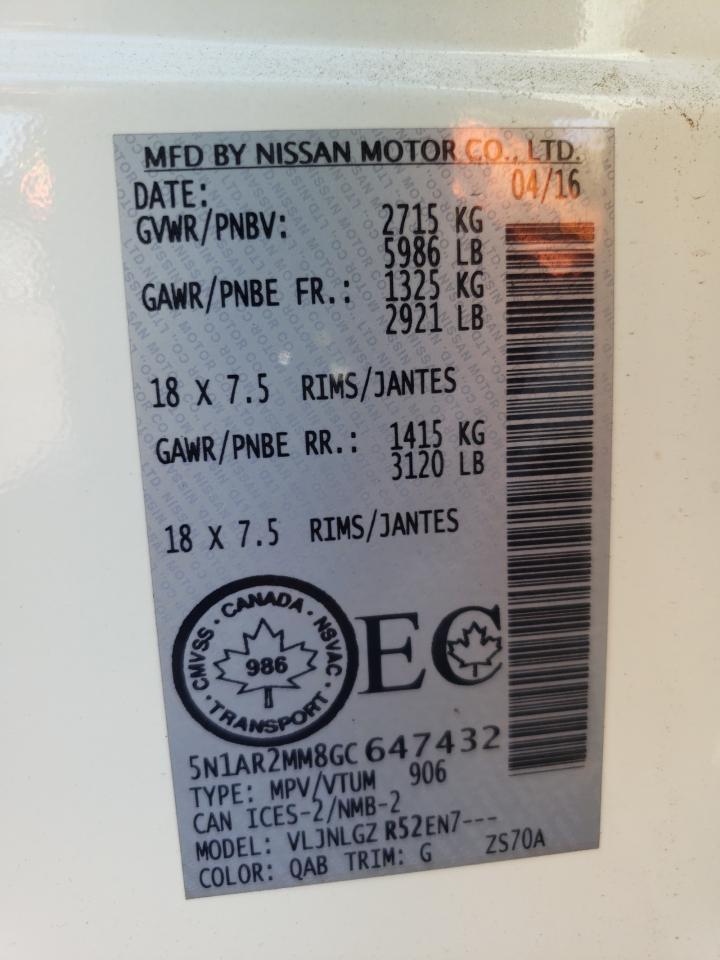 MFD BY NISSAN MOTOR CO., LTD.
DATE: 04/16
GVWR/PNBV: 2715 KG
5986 LB
GAWR/PNBE FR.: 1325 KG
2921 LB
18 X 7.5 RIMS/JANTES
GAWR/PNBE RR.: 1415 KG
3120 LB
18 X 7.5 RIMS/JANTES
CANADA · NSVAC · TRANSPORT · CMVSS ·
986
EC
5N1AR2MM8GC647432
TYPE: MPV/VTUM 906
CAN ICES-2/NMB-2
MODEL: VLJNLGZ R52EN7---
COLOR: QAB TRIM: G ZS70A